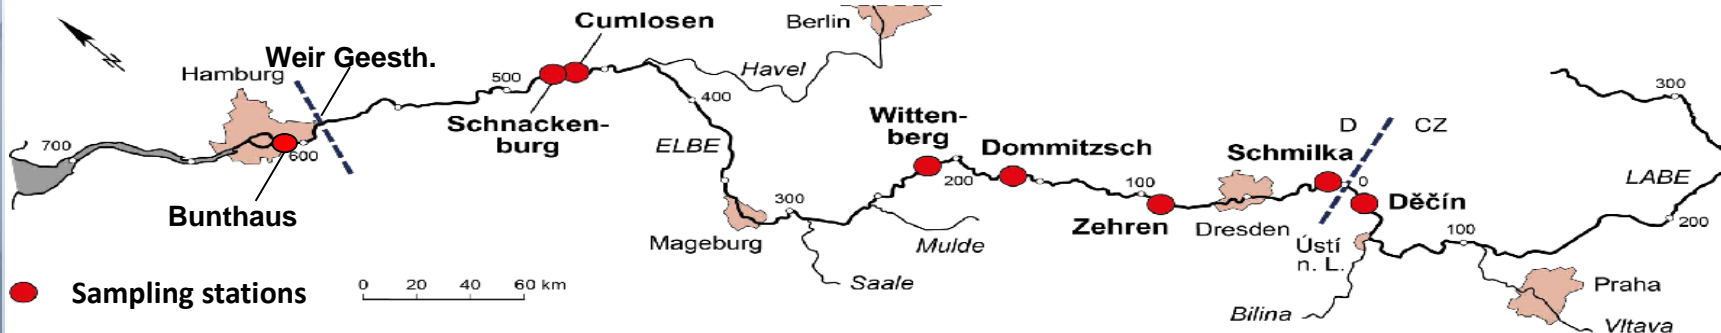 Cumlosen
Berlin
N
Weir Geesth.
Hamburg
500
Havel
400
Schnacken-
burg
Witten-
berg
ELBE
700
600
Dommitzsch
D
CZ
300
Schmilka
200
100
0
LABE
Děčín
300
Bunthaus
Mageburg
Mulde
Zehren
Dresden
Ústí
n. L.
100
200
Saale
Sampling stations
0 20 40 60 km
Praha
Bilina
Vltava